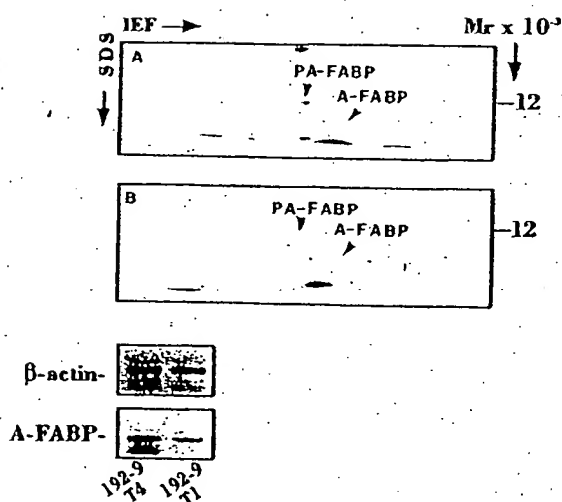 IEF → Mr x 10⁻³
SDS →
A
PA-FABP
A-FABP
-12
B
PA-FABP
A-FABP
-12
β-actin-
A-FABP-
192-9 T4
192-9 T1